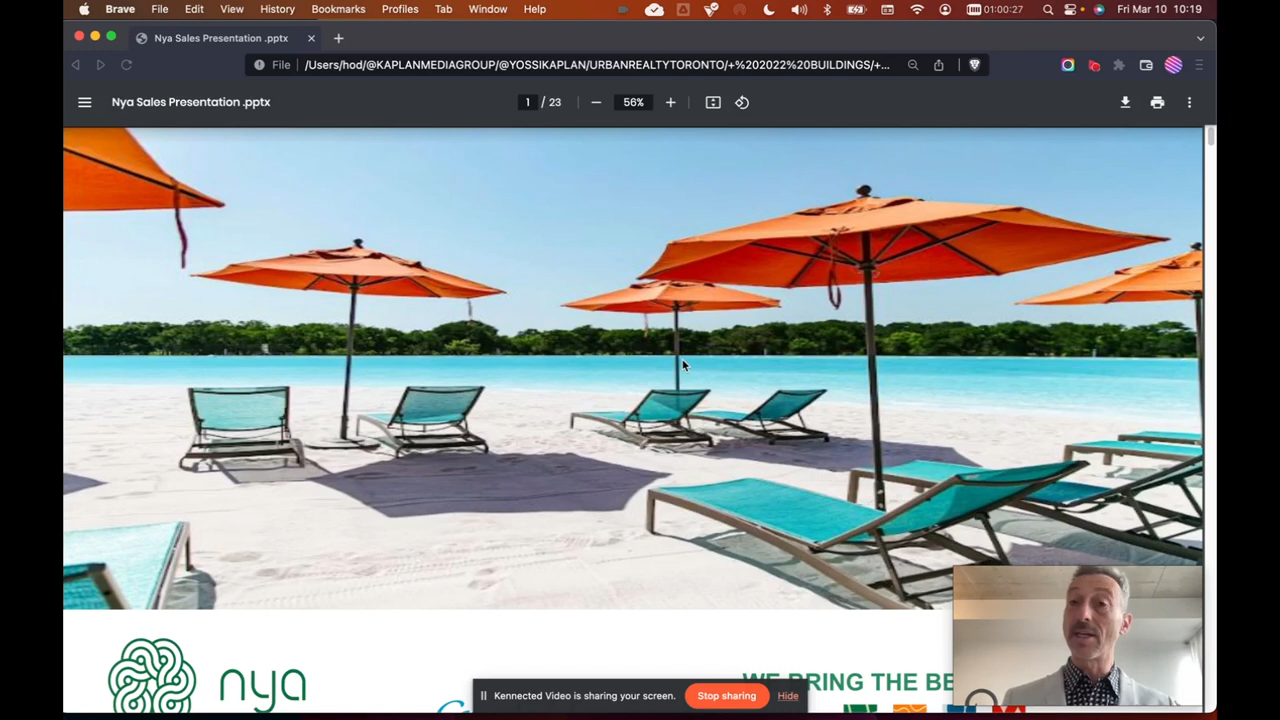 Brave File Edit View History Bookmarks Profiles Tab Window Help 01:00:27 Fri Mar 10 10:19
Nya Sales Presentation .pptx
File /Users/hod/@KAPLANMEDIAGROUP/@YOSSIKAPLAN/URBANREALTYTORONTO/+%202022%20BUILDINGS/+...
Nya Sales Presentation .pptx 1 / 23 56%
nya
WE BRING THE BE
Kennected Video is sharing your screen. Stop sharing Hide